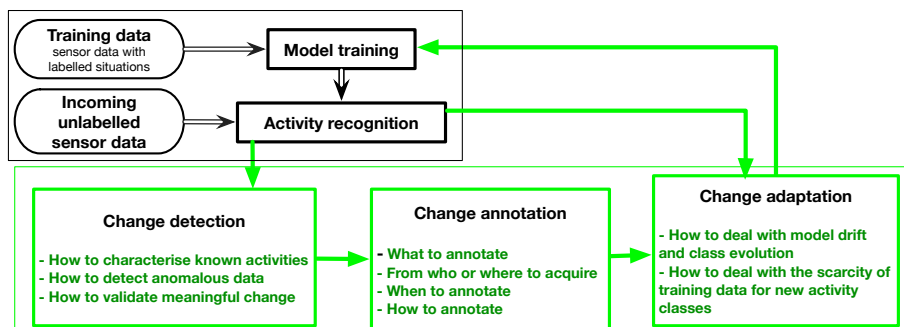 Training data
sensor data with
labelled situations
Model training
Incoming
unlabelled
sensor data
Activity recognition
Change detection
- How to characterise known activities
- How to detect anomalous data
- How to validate meaningful change
Change annotation
- What to annotate
- From who or where to acquire
- When to annotate
- How to annotate
Change adaptation
- How to deal with model drift
and class evolution
- How to deal with the scarcity of
training data for new activity
classes